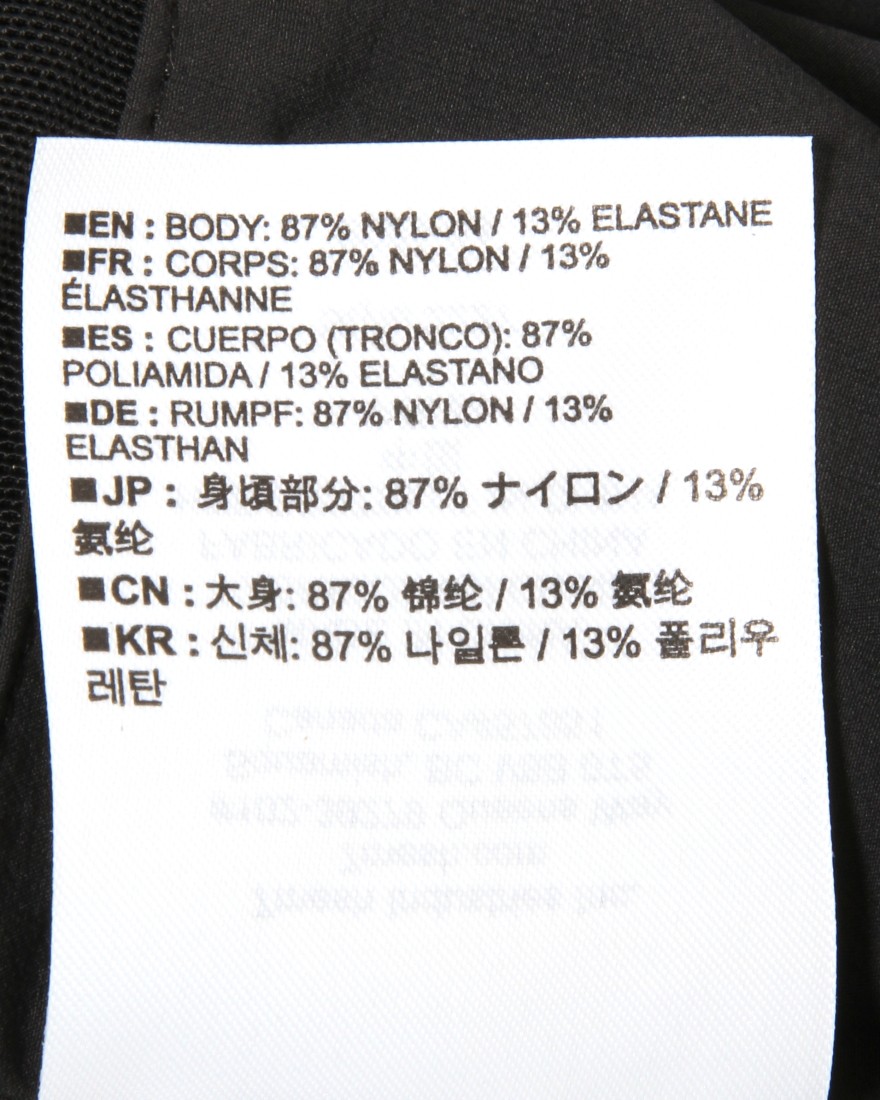 ■EN : BODY: 87% NYLON / 13% ELASTANE
■FR : CORPS: 87% NYLON / 13%
ÉLASTHANNE
■ES : CUERPO (TRONCO): 87%
POLIAMIDA / 13% ELASTANO
■DE : RUMPF: 87% NYLON / 13%
ELASTHAN
■JP : 身頃部分: 87% ナイロン / 13%
氨纶
■CN : 大身: 87% 锦纶 / 13% 氨纶
■KR : 신체: 87% 나일론 / 13% 폴리우
레탄